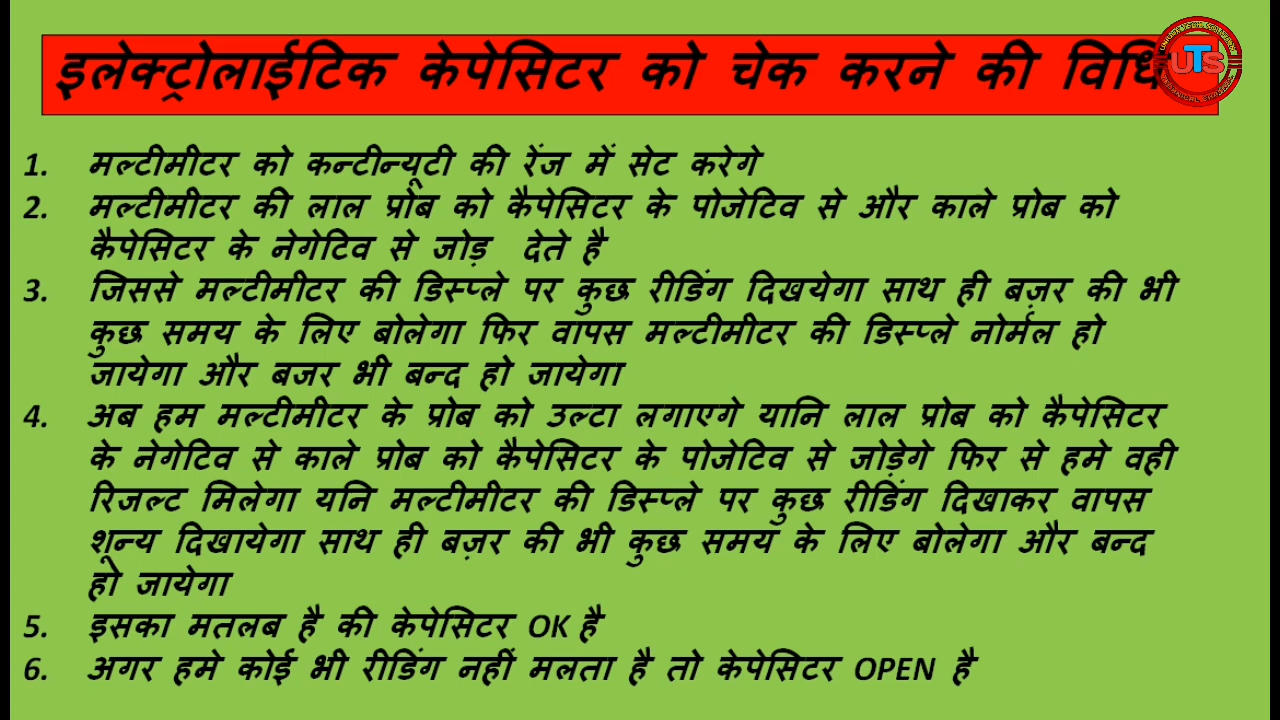 इलेक्ट्रोलाईटिक केपेसिटर को चेक करने की विधि
UTS
1. मल्टीमीटर को कन्टीन्यूटी की रेंज में सेट करेगे
2. मल्टीमीटर की लाल प्रोब को कैपेसिटर के पोजेटिव से और काले प्रोब को
कैपेसिटर के नेगेटिव से जोड़ देते है
3. जिससे मल्टीमीटर की डिस्प्ले पर कुछ रीडिंग दिखयेगा साथ ही बज़र की भी
कुछ समय के लिए बोलेगा फिर वापस मल्टीमीटर की डिस्प्ले नोर्मल हो
जायेगा और बजर भी बन्द हो जायेगा
4. अब हम मल्टीमीटर के प्रोब को उल्टा लगाएगे यानि लाल प्रोब को कैपेसिटर
के नेगेटिव से काले प्रोब को कैपेसिटर के पोजेटिव से जोड़ेगे फिर से हमे वही
रिजल्ट मिलेगा यनि मल्टीमीटर की डिस्प्ले पर कुछ रीडिंग दिखाकर वापस
शून्य दिखायेगा साथ ही बज़र की भी कुछ समय के लिए बोलेगा और बन्द
हो जायेगा
5. इसका मतलब है की केपेसिटर OK है
6. अगर हमे कोई भी रीडिंग नहीं मलता है तो केपेसिटर OPEN है